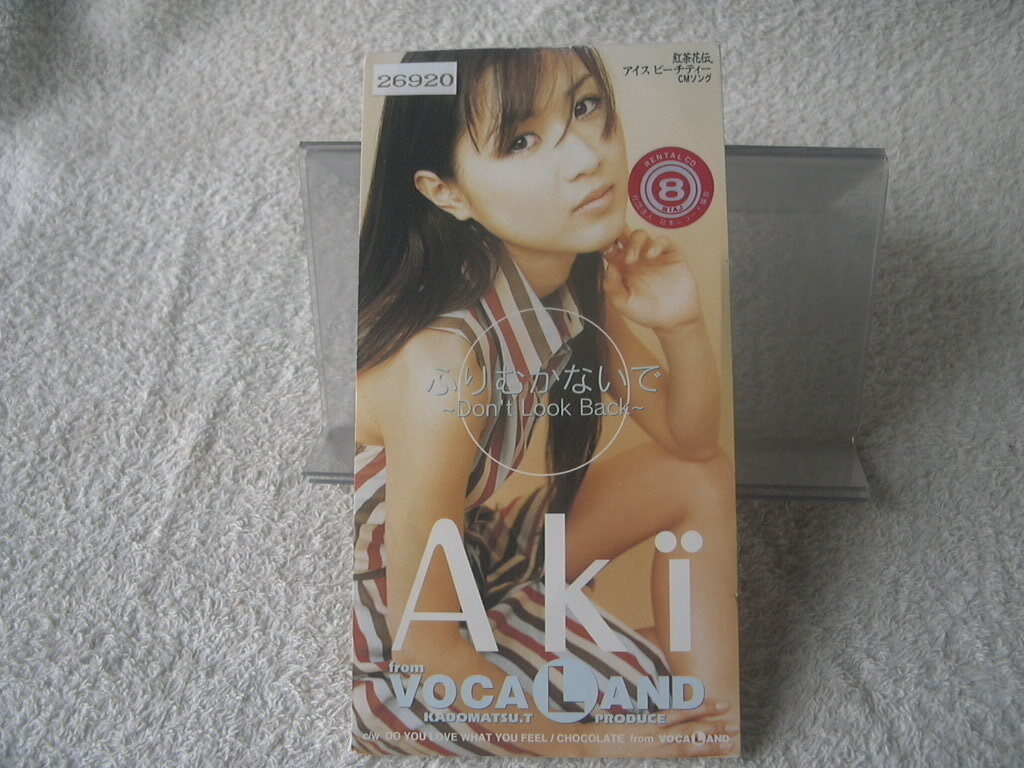 26920
紅茶花伝
アイス ピーチティー
CMソング
RENTAL CD
8
RIAJ
ふりむかないで
~Don't Look Back~
Akï
from
VOCALAND
KADOMATSU.T PRODUCE
c/w DO YOU LOVE WHAT YOU FEEL / CHOCOLATE from VOCALAND